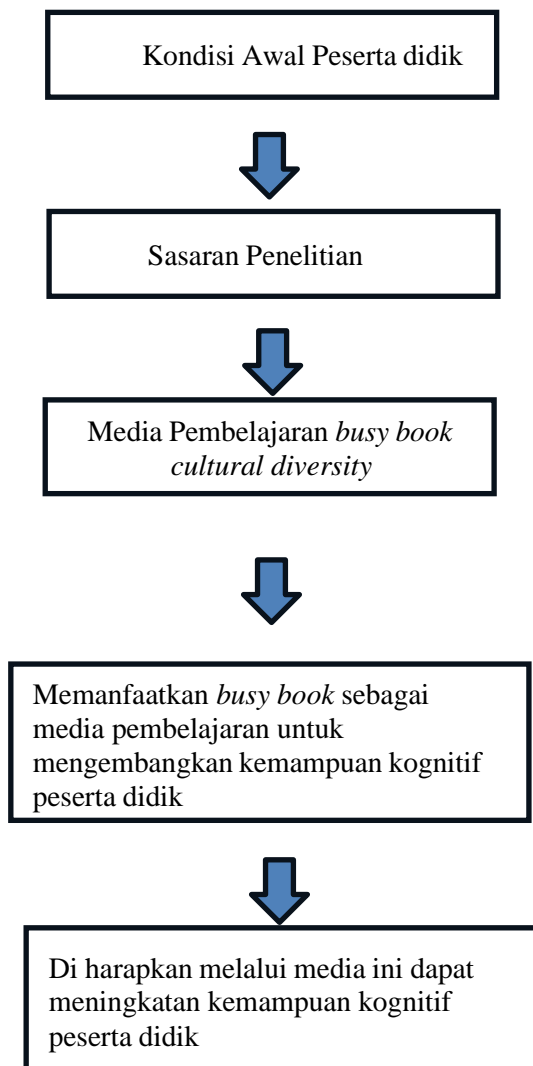 Kondisi Awal Peserta didik
Sasaran Penelitian
Media Pembelajaran busy book
cultural diversity
Memanfaatkan busy book sebagai
media pembelajaran untuk
mengembangkan kemampuan kognitif
peserta didik
Di harapkan melalui media ini dapat
meningkatan kemampuan kognitif
peserta didik